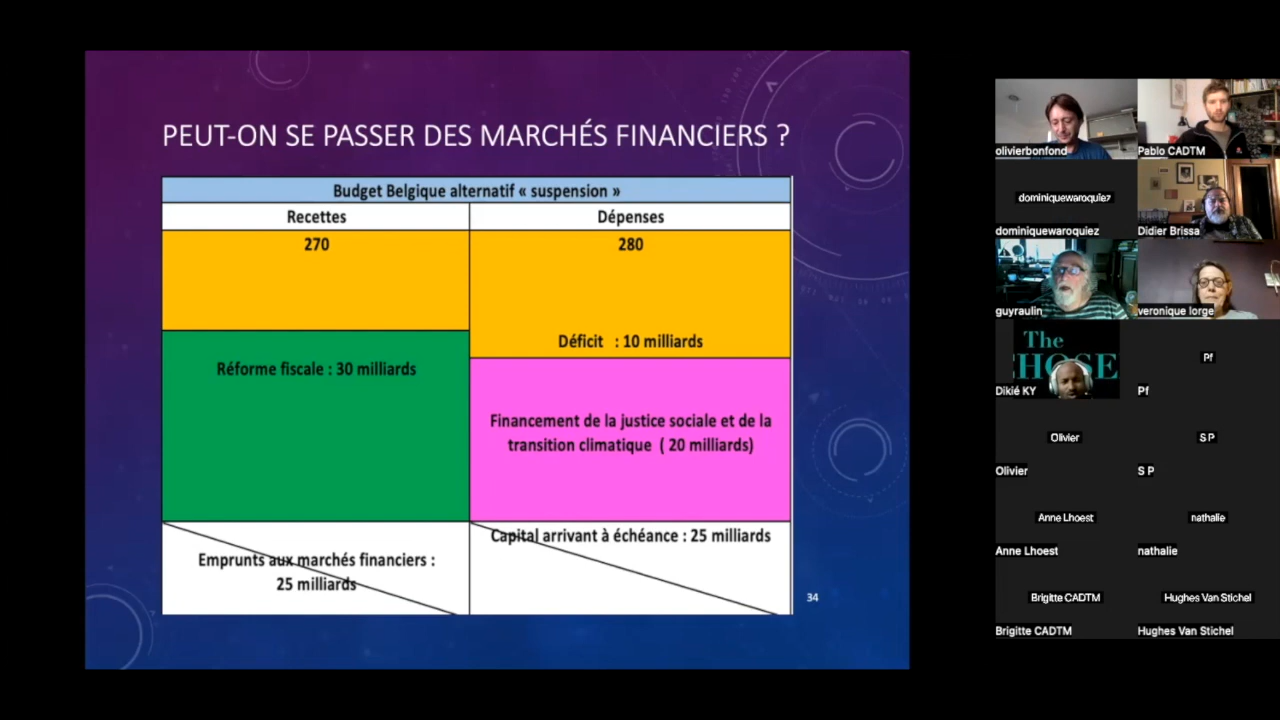 PEUT-ON SE PASSER DES MARCHÉS FINANCIERS ?
Budget Belgique alternatif « suspension »
Recettes
Dépenses
270
280
Déficit : 10 milliards
Réforme fiscale : 30 milliards
Financement de la justice sociale et de la
transition climatique ( 20 milliards)
Emprunts aux marchés financiers :
25 milliards
Capital arrivant à échéance : 25 milliards
34
olivierbonfond
Pablo CADTM
dominiquewaroquiez
dominiquewaroquiez
Didier Brissa
guyraulin
veronique lorge
The
CHOSE
Dikié KY
Pf
Pf
Olivier
Olivier
S P
S P
Anne Lhoest
Anne Lhoest
nathalie
nathalie
Brigitte CADTM
Brigitte CADTM
Hughes Van Stichel
Hughes Van Stichel